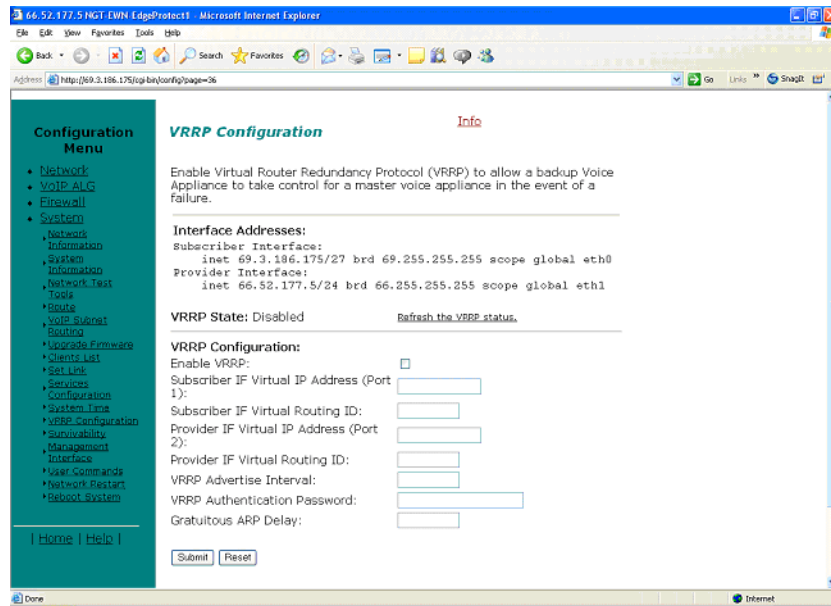 66.52.177.5 NGT-EWN-EdgeProtect1 - Microsoft Internet Explorer
File Edit View Favorites Tools Help
Back Search Favorites
Address http://69.3.186.175/cgi-bin/config?page=36 Go Links » SnagIt
Configuration
Menu
Network
VoIP ALG
Firewall
System
Network
Information
System
Information
Network Test
Tools
Route
VoIP Subnet
Routing
Upgrade Firmware
Clients List
Set Link
Services
Configuration
System Time
VRRP Configuration
Survivability
Management
Interface
User Commands
Network Restart
Reboot System
| Home | Help |
VRRP Configuration
Info
Enable Virtual Router Redundancy Protocol (VRRP) to allow a backup Voice
Appliance to take control for a master voice appliance in the event of a
failure.
Interface Addresses:
Subscriber Interface:
inet 69.3.186.175/27 brd 69.255.255.255 scope global eth0
Provider Interface:
inet 66.52.177.5/24 brd 66.255.255.255 scope global eth1
VRRP State: Disabled
Refresh the VRRP status.
VRRP Configuration:
Enable VRRP:
Subscriber IF Virtual IP Address (Port
1):
Subscriber IF Virtual Routing ID:
Provider IF Virtual IP Address (Port
2):
Provider IF Virtual Routing ID:
VRRP Advertise Interval:
VRRP Authentication Password:
Gratuitous ARP Delay:
Submit Reset
Done Internet